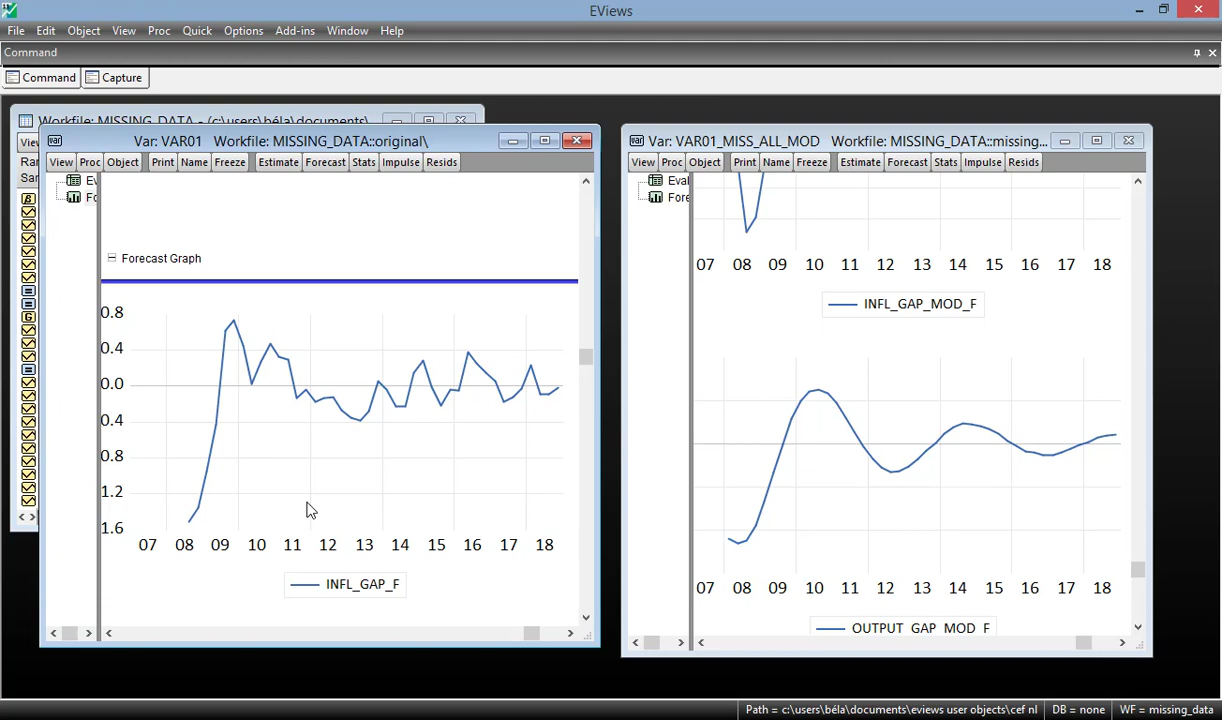 EViews
File Edit Object View Proc Quick Options Add-ins Window Help
Command
Command Capture
Workfile: MISSING_DATA - (c:\users\béla\documents\
Var: VAR01 Workfile: MISSING_DATA::original\
View Proc Object Print Name Freeze Estimate Forecast Stats Impulse Resids
Forecast Graph
0.8
0.4
0.0
0.4
0.8
1.2
1.6
07 08 09 10 11 12 13 14 15 16 17 18
INFL_GAP_F
Var: VAR01_MISS_ALL_MOD Workfile: MISSING_DATA::missing...
View Proc Object Print Name Freeze Estimate Forecast Stats Impulse Resids
07 08 09 10 11 12 13 14 15 16 17 18
INFL_GAP_MOD_F
07 08 09 10 11 12 13 14 15 16 17 18
OUTPUT_GAP_MOD_F
Path = c:\users\béla\documents\eviews user objects\cef nl DB = none WF = missing_data